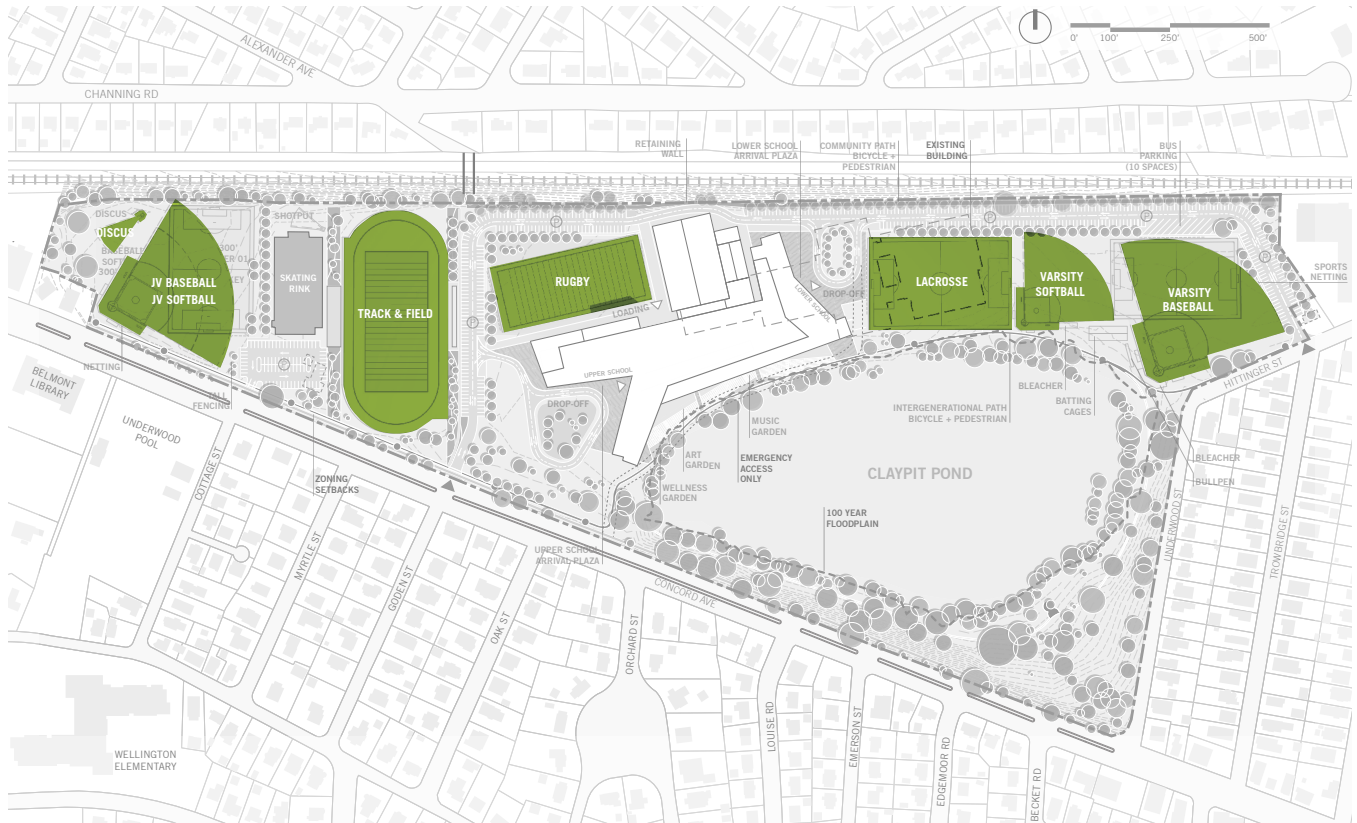 ALEXANDER AVE
0' 100' 250' 500'
CHANNING RD
RETAINING
WALL
LOWER SCHOOL
ARRIVAL PLAZA
COMMUNITY PATH
BICYCLE +
PEDESTRIAN
EXISTING
BUILDING
BUS
PARKING
(10 SPACES)
DISCUS
DISCUS
SHOTPUT
P
P
P
P
P
P
JV BASEBALL
JV SOFTBALL
SKATING
RINK
TRACK & FIELD
RUGBY
LOADING
LOWER SCHOOL
DROP-OFF
LACROSSE
VARSITY
SOFTBALL
VARSITY
BASEBALL
SPORTS
NETTING
NETTING
FENCING
BELMONT
LIBRARY
UNDERWOOD
POOL
UPPER SCHOOL
DROP-OFF
BLEACHER
BATTING
CAGES
HITTINGER ST
INTERGENERATIONAL PATH
BICYCLE + PEDESTRIAN
MUSIC
GARDEN
ART
GARDEN
EMERGENCY
ACCESS
ONLY
CLAYPIT POND
BLEACHER
BULLPEN
WELLNESS
GARDEN
ZONING
SETBACKS
100 YEAR
FLOODPLAIN
UPPER SCHOOL
ARRIVAL PLAZA
CONCORD AVE
COTTAGE ST
MYRTLE ST
GODEN ST
OAK ST
ORCHARD ST
LOUISE RD
EMERSON ST
EDGEMOOR RD
BECKET RD
UNDERWOOD ST
TROWBRIDGE ST
WELLINGTON
ELEMENTARY